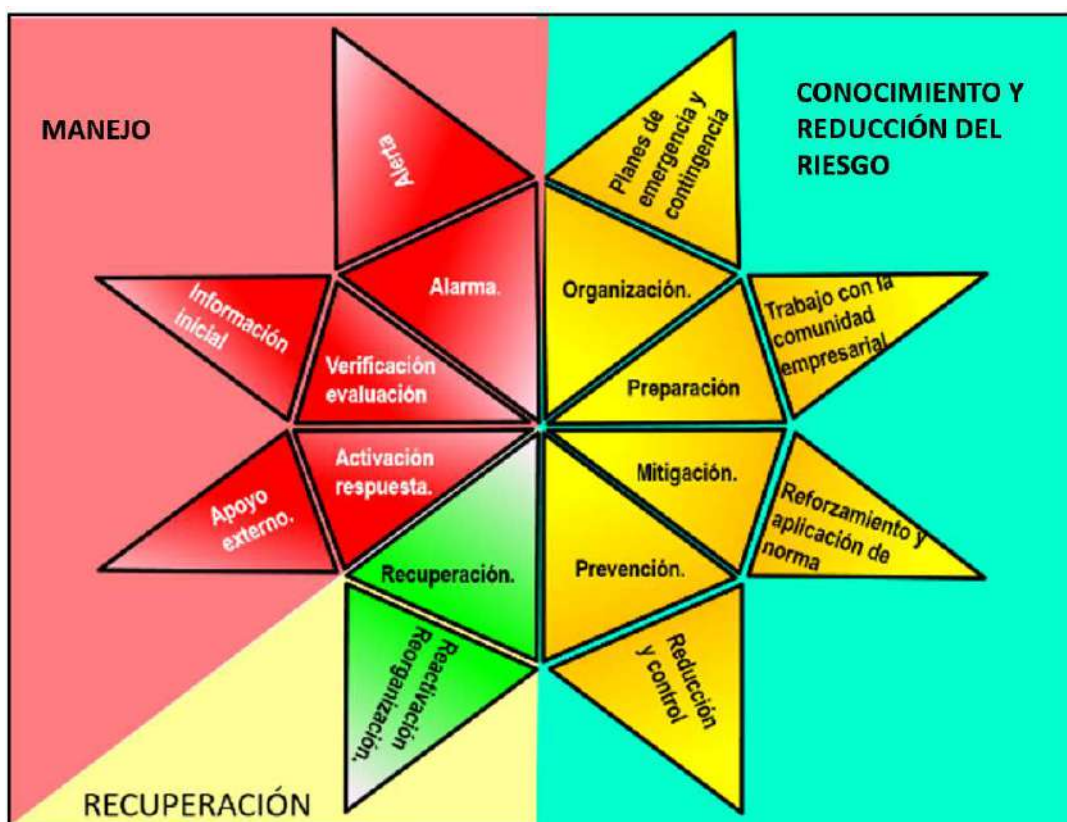 MANEJO
CONOCIMIENTO Y
REDUCCIÓN DEL
RIESGO
Alerta
Planes de
emergencia y
contingencia
Alarma.
Organización.
Información
inicial
Trabajo con la
comunidad
empresarial
Verificación
evaluación
Preparación
Activación
respuesta.
Mitigación.
Apoyo
externo.
Reforzamiento y
aplicación de
norma
Recuperación.
Prevención.
Reactivación
Reorganización.
Reducción
y control
RECUPERACIÓN